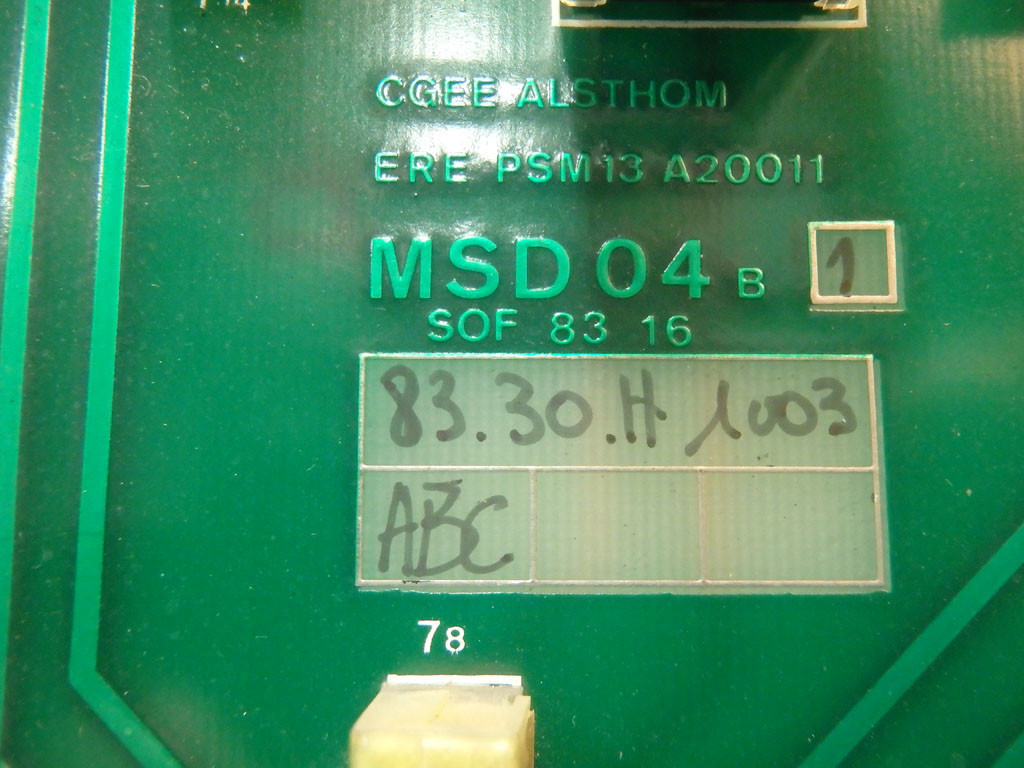 CGEE ALSTHOM
ERE PSM13 A20011
MSD 04 B 1
SOF 83 16
83.30.H 1003
ABC
78